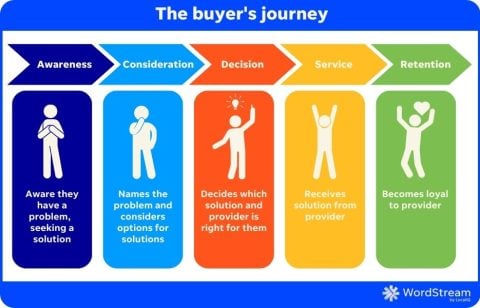 The buyer's journey
Awareness
Consideration
Decision
Service
Retention
Aware they
have a
problem,
seeking a
solution
Names the
problem and
considers
options for
solutions
Decides which
solution and
provider is
right for them
Receives
solution from
provider
Becomes loyal
to provider
WordStream
by LocaliQ